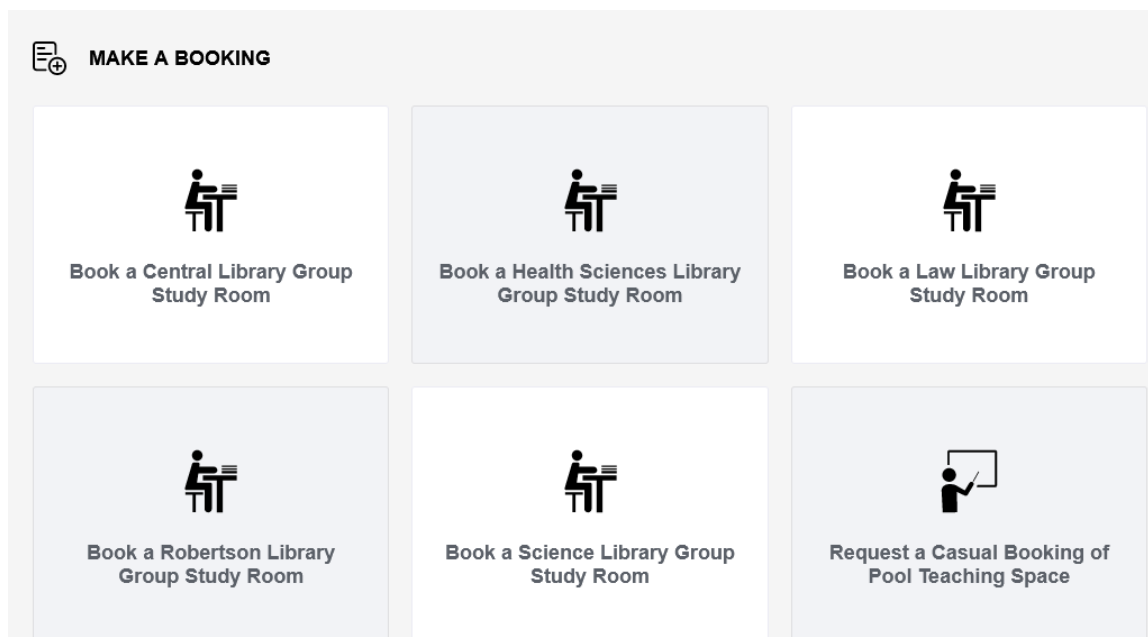 MAKE A BOOKING
Book a Central Library Group
Study Room
Book a Health Sciences Library
Group Study Room
Book a Law Library Group
Study Room
Book a Robertson Library
Group Study Room
Book a Science Library Group
Study Room
Request a Casual Booking of
Pool Teaching Space